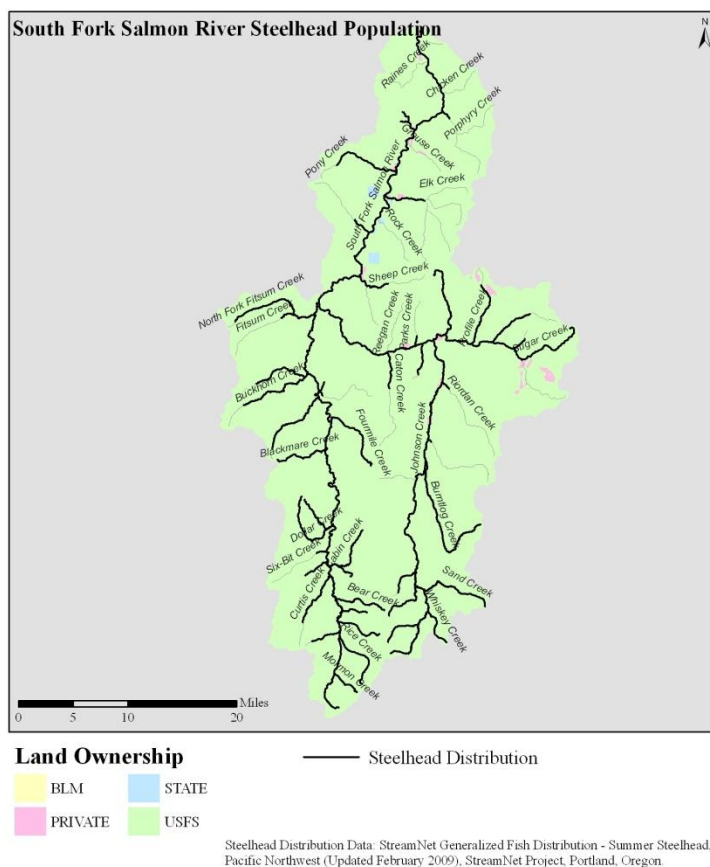 South Fork Salmon River Steelhead Population
N
Raines Creek
Chicken Creek
Porphyry Creek
Grouse Creek
Pony Creek
South Fork Salmon River
Elk Creek
Rock Creek
Sheep Creek
North Fork Fitsum Creek
Fitsum Creek
Reegan Creek
Parks Creek
Profile Creek
Sugar Creek
Caton Creek
Buckhorn Creek
Riordan Creek
Fourmile Creek
Johnson Creek
Blackmare Creek
Burntlog Creek
Dollar Creek
Six-Bit Creek
Cabin Creek
Curtis Creek
Bear Creek
Sand Creek
Whiskey Creek
Rice Creek
Mormon Creek
Miles
0 5 10 20
Land Ownership
Steelhead Distribution
BLM STATE
PRIVATE USFS
Steelhead Distribution Data: StreamNet Generalized Fish Distribution - Summer Steelhead.
Pacific Northwest (Updated February 2009), StreamNet Project, Portland, Oregon.